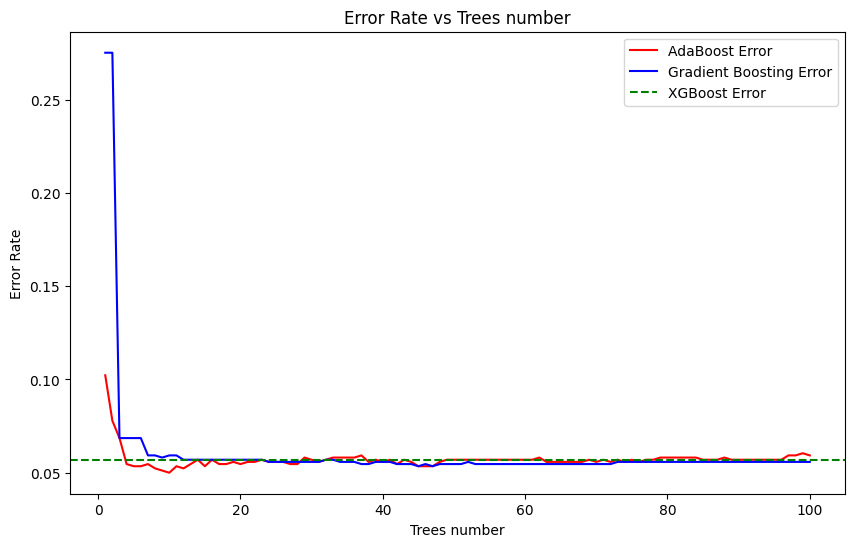 Error Rate vs Trees number
AdaBoost Error
Gradient Boosting Error
XGBoost Error
Error Rate
0.25
0.20
0.15
0.10
0.05
0
20
40
60
80
100
Trees number